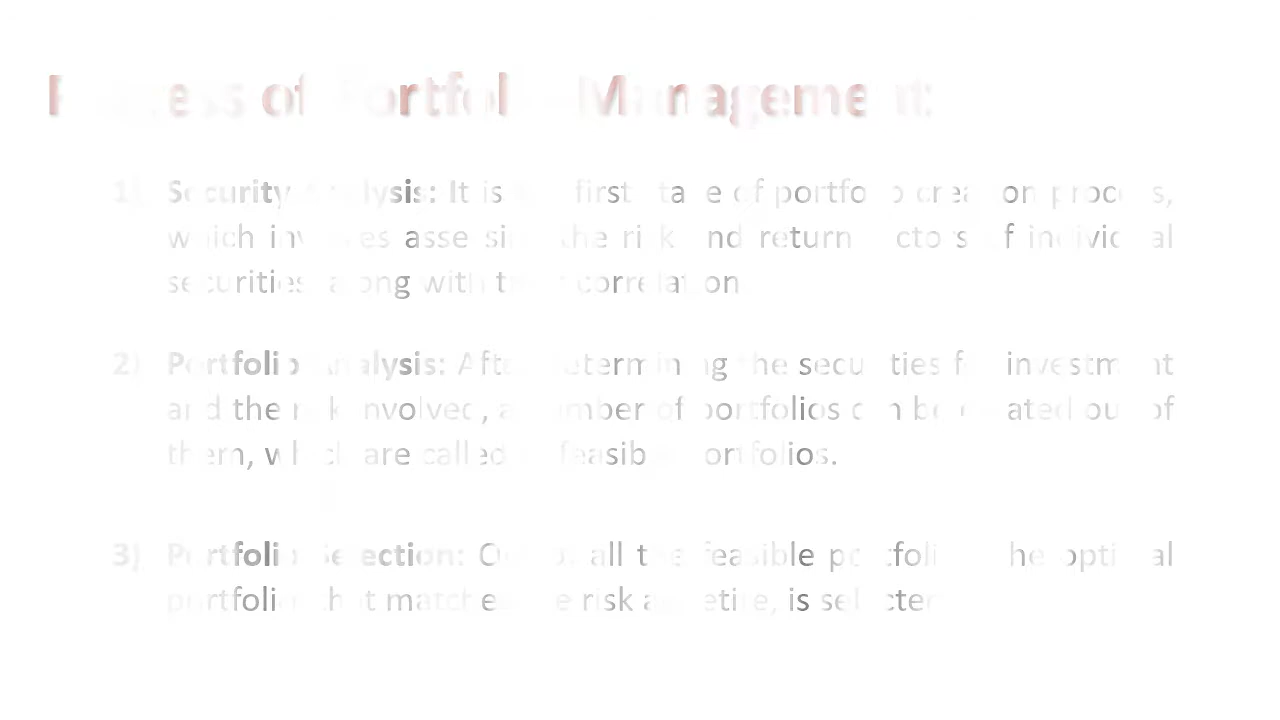 Process of Portfolio Management:
1) Security Analysis: It is the first stage of portfolio creation process,
which involves assessing the risk and return factors of individual
securities, along with their correlation.
2) Portfolio Analysis: After determining the securities for investment
and the risk involved, a number of portfolios can be created out of
them, which are called as feasible portfolios.
3) Portfolio Selection: Out of all the feasible portfolios, the optimal
portfolio that matches the risk appetite, is selected.